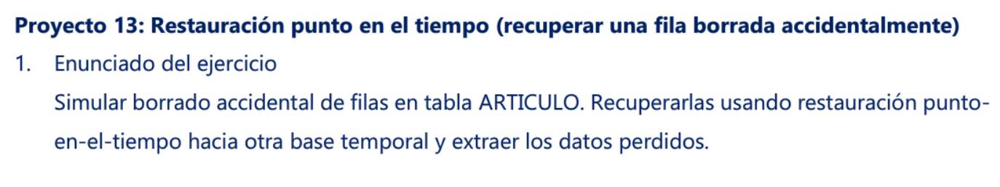 Proyecto 13: Restauración punto en el tiempo (recuperar una fila borrada accidentalmente)
1. Enunciado del ejercicio
Simular borrado accidental de filas en tabla ARTICULO. Recuperarlas usando restauración punto-
en-el-tiempo hacia otra base temporal y extraer los datos perdidos.